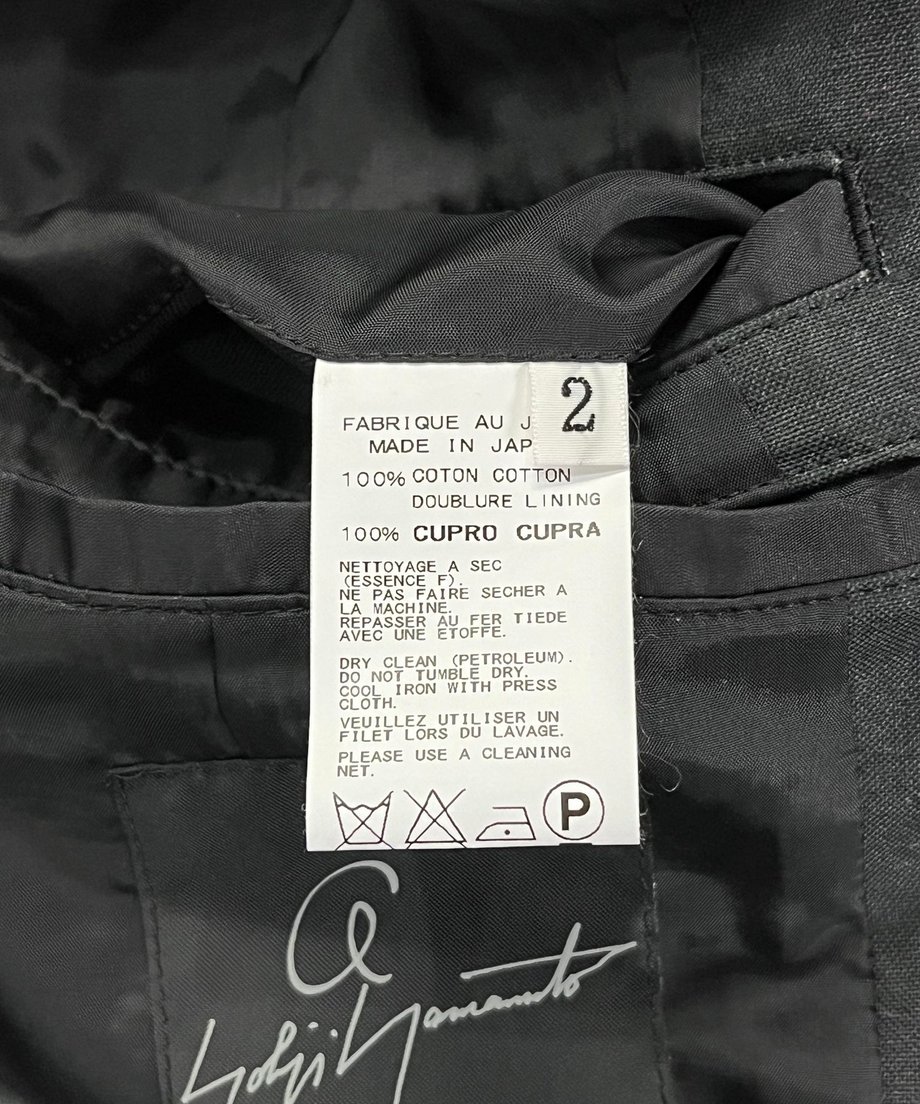 2
FABRIQUE AU J
MADE IN JAP
100% COTON COTTON
DOUBLURE LINING
100% CUPRO CUPRA
NETTOYAGE A SEC
(ESSENCE F).
NE PAS FAIRE SECHER A
LA MACHINE.
REPASSER AU FER TIEDE
AVEC UNE ETOFFE.
DRY CLEAN (PETROLEUM).
DO NOT TUMBLE DRY.
COOL IRON WITH PRESS
CLOTH.
VEUILLEZ UTILISER UN
FILET LORS DU LAVAGE.
PLEASE USE A CLEANING
NET.
P
Yohji Yamamoto